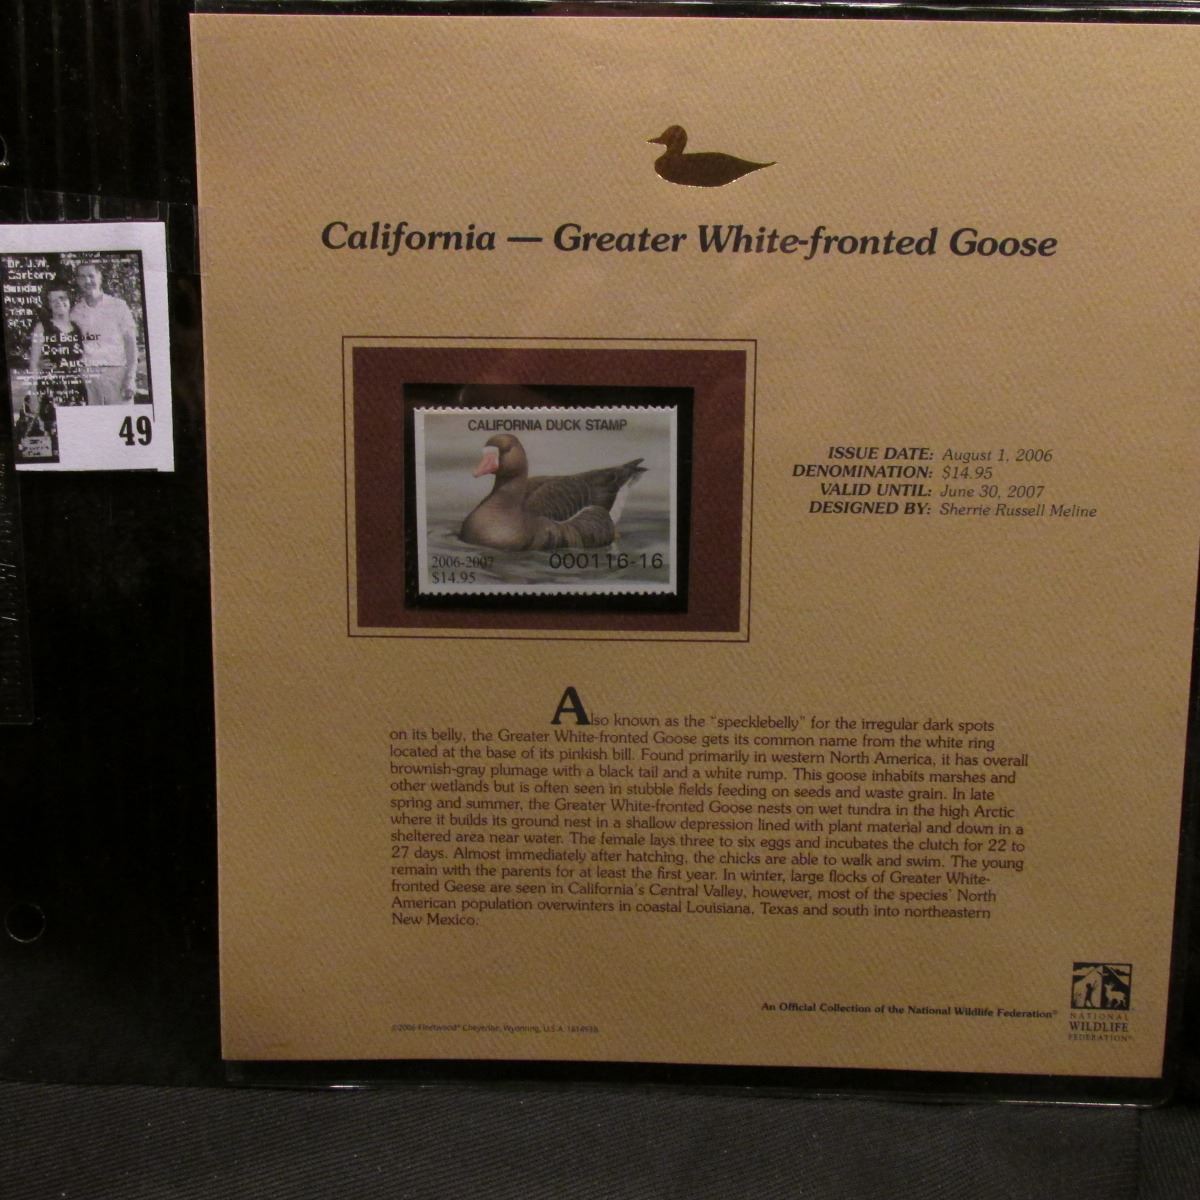 California — Greater White-fronted Goose
Dr. J.W.
Carberry
Sunday
49
CALIFORNIA DUCK STAMP
2006-2007
$14.95
000116-16
ISSUE DATE: August 1, 2006
DENOMINATION: $14.95
VALID UNTIL: June 30, 2007
DESIGNED BY: Sherrie Russell Meline
Also known as the "specklebelly" for the irregular dark spots
on its belly, the Greater White-fronted Goose gets its common name from the white ring
located at the base of its pinkish bill. Found primarily in western North America, it has overall
brownish-gray plumage with a black tail and a white rump. This goose inhabits marshes and
other wetlands but is often seen in stubble fields feeding on seeds and waste grain. In late
spring and summer, the Greater White-fronted Goose nests on wet tundra in the high Arctic
where it builds its ground nest in a shallow depression lined with plant material and down in a
sheltered area near water. The female lays three to six eggs and incubates the clutch for 22 to
27 days. Almost immediately after hatching, the chicks are able to walk and swim. The young
remain with the parents for at least the first year. In winter, large flocks of Greater White-
fronted Geese are seen in California's Central Valley, however, most of the species' North
American population overwinters in coastal Louisiana, Texas and south into northeastern
New Mexico.
An Official Collection of the National Wildlife Federation®
©2006 Fleetwood® Cheyenne, Wyoming, U.S.A.
NATIONAL
WILDLIFE
FEDERATION®